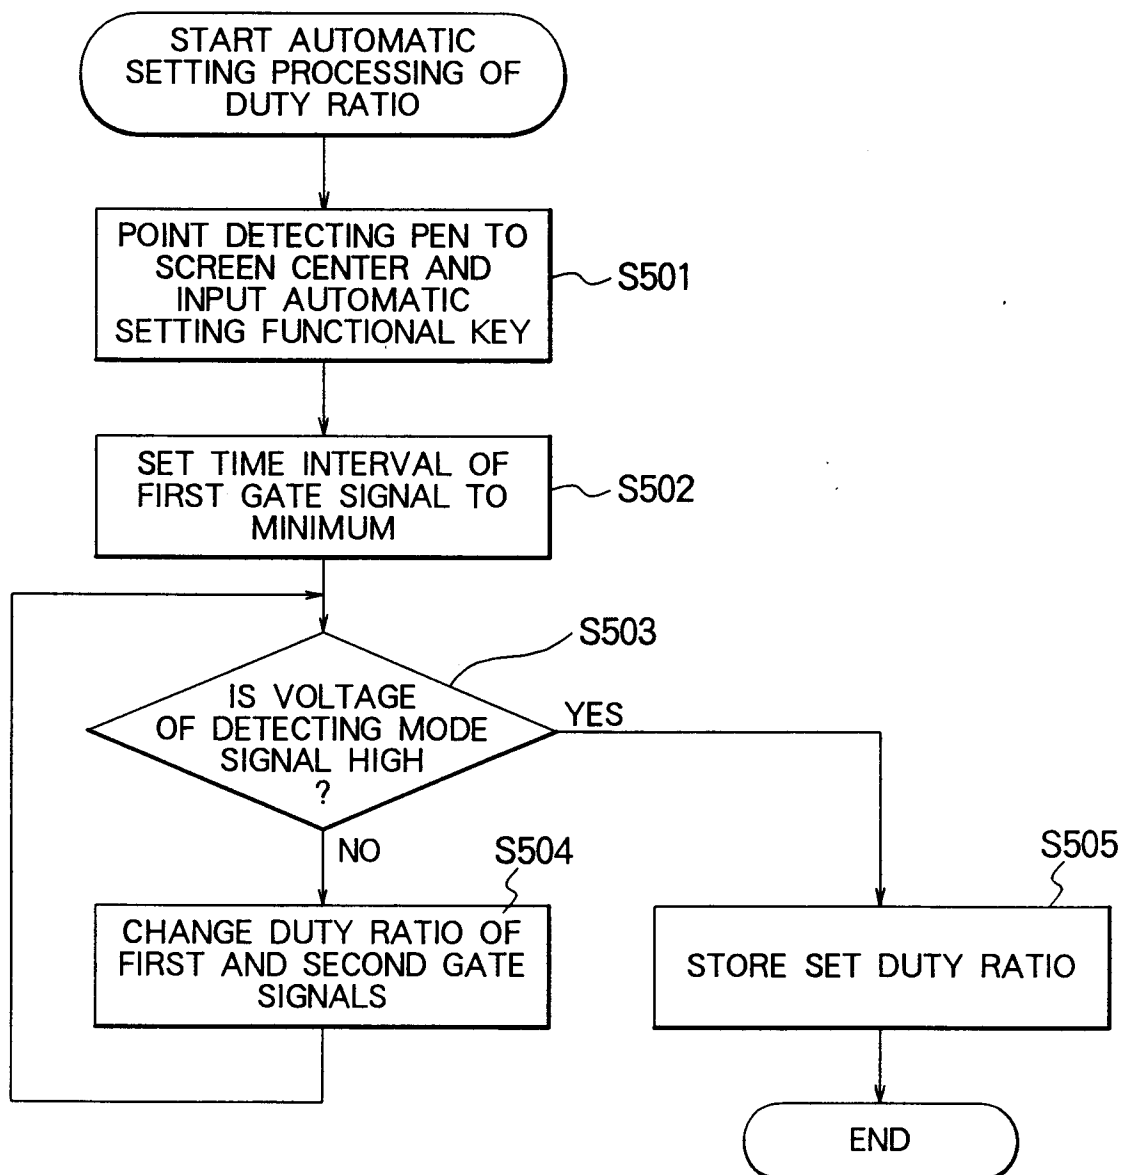 START AUTOMATIC
SETTING PROCESSING OF
DUTY RATIO
POINT DETECTING PEN TO
SCREEN CENTER AND
INPUT AUTOMATIC
SETTING FUNCTIONAL KEY
S501
SET TIME INTERVAL OF
FIRST GATE SIGNAL TO
MINIMUM
S502
S503
IS VOLTAGE
OF DETECTING MODE
SIGNAL HIGH
?
YES
NO
S504
CHANGE DUTY RATIO OF
FIRST AND SECOND GATE
SIGNALS
S505
STORE SET DUTY RATIO
END